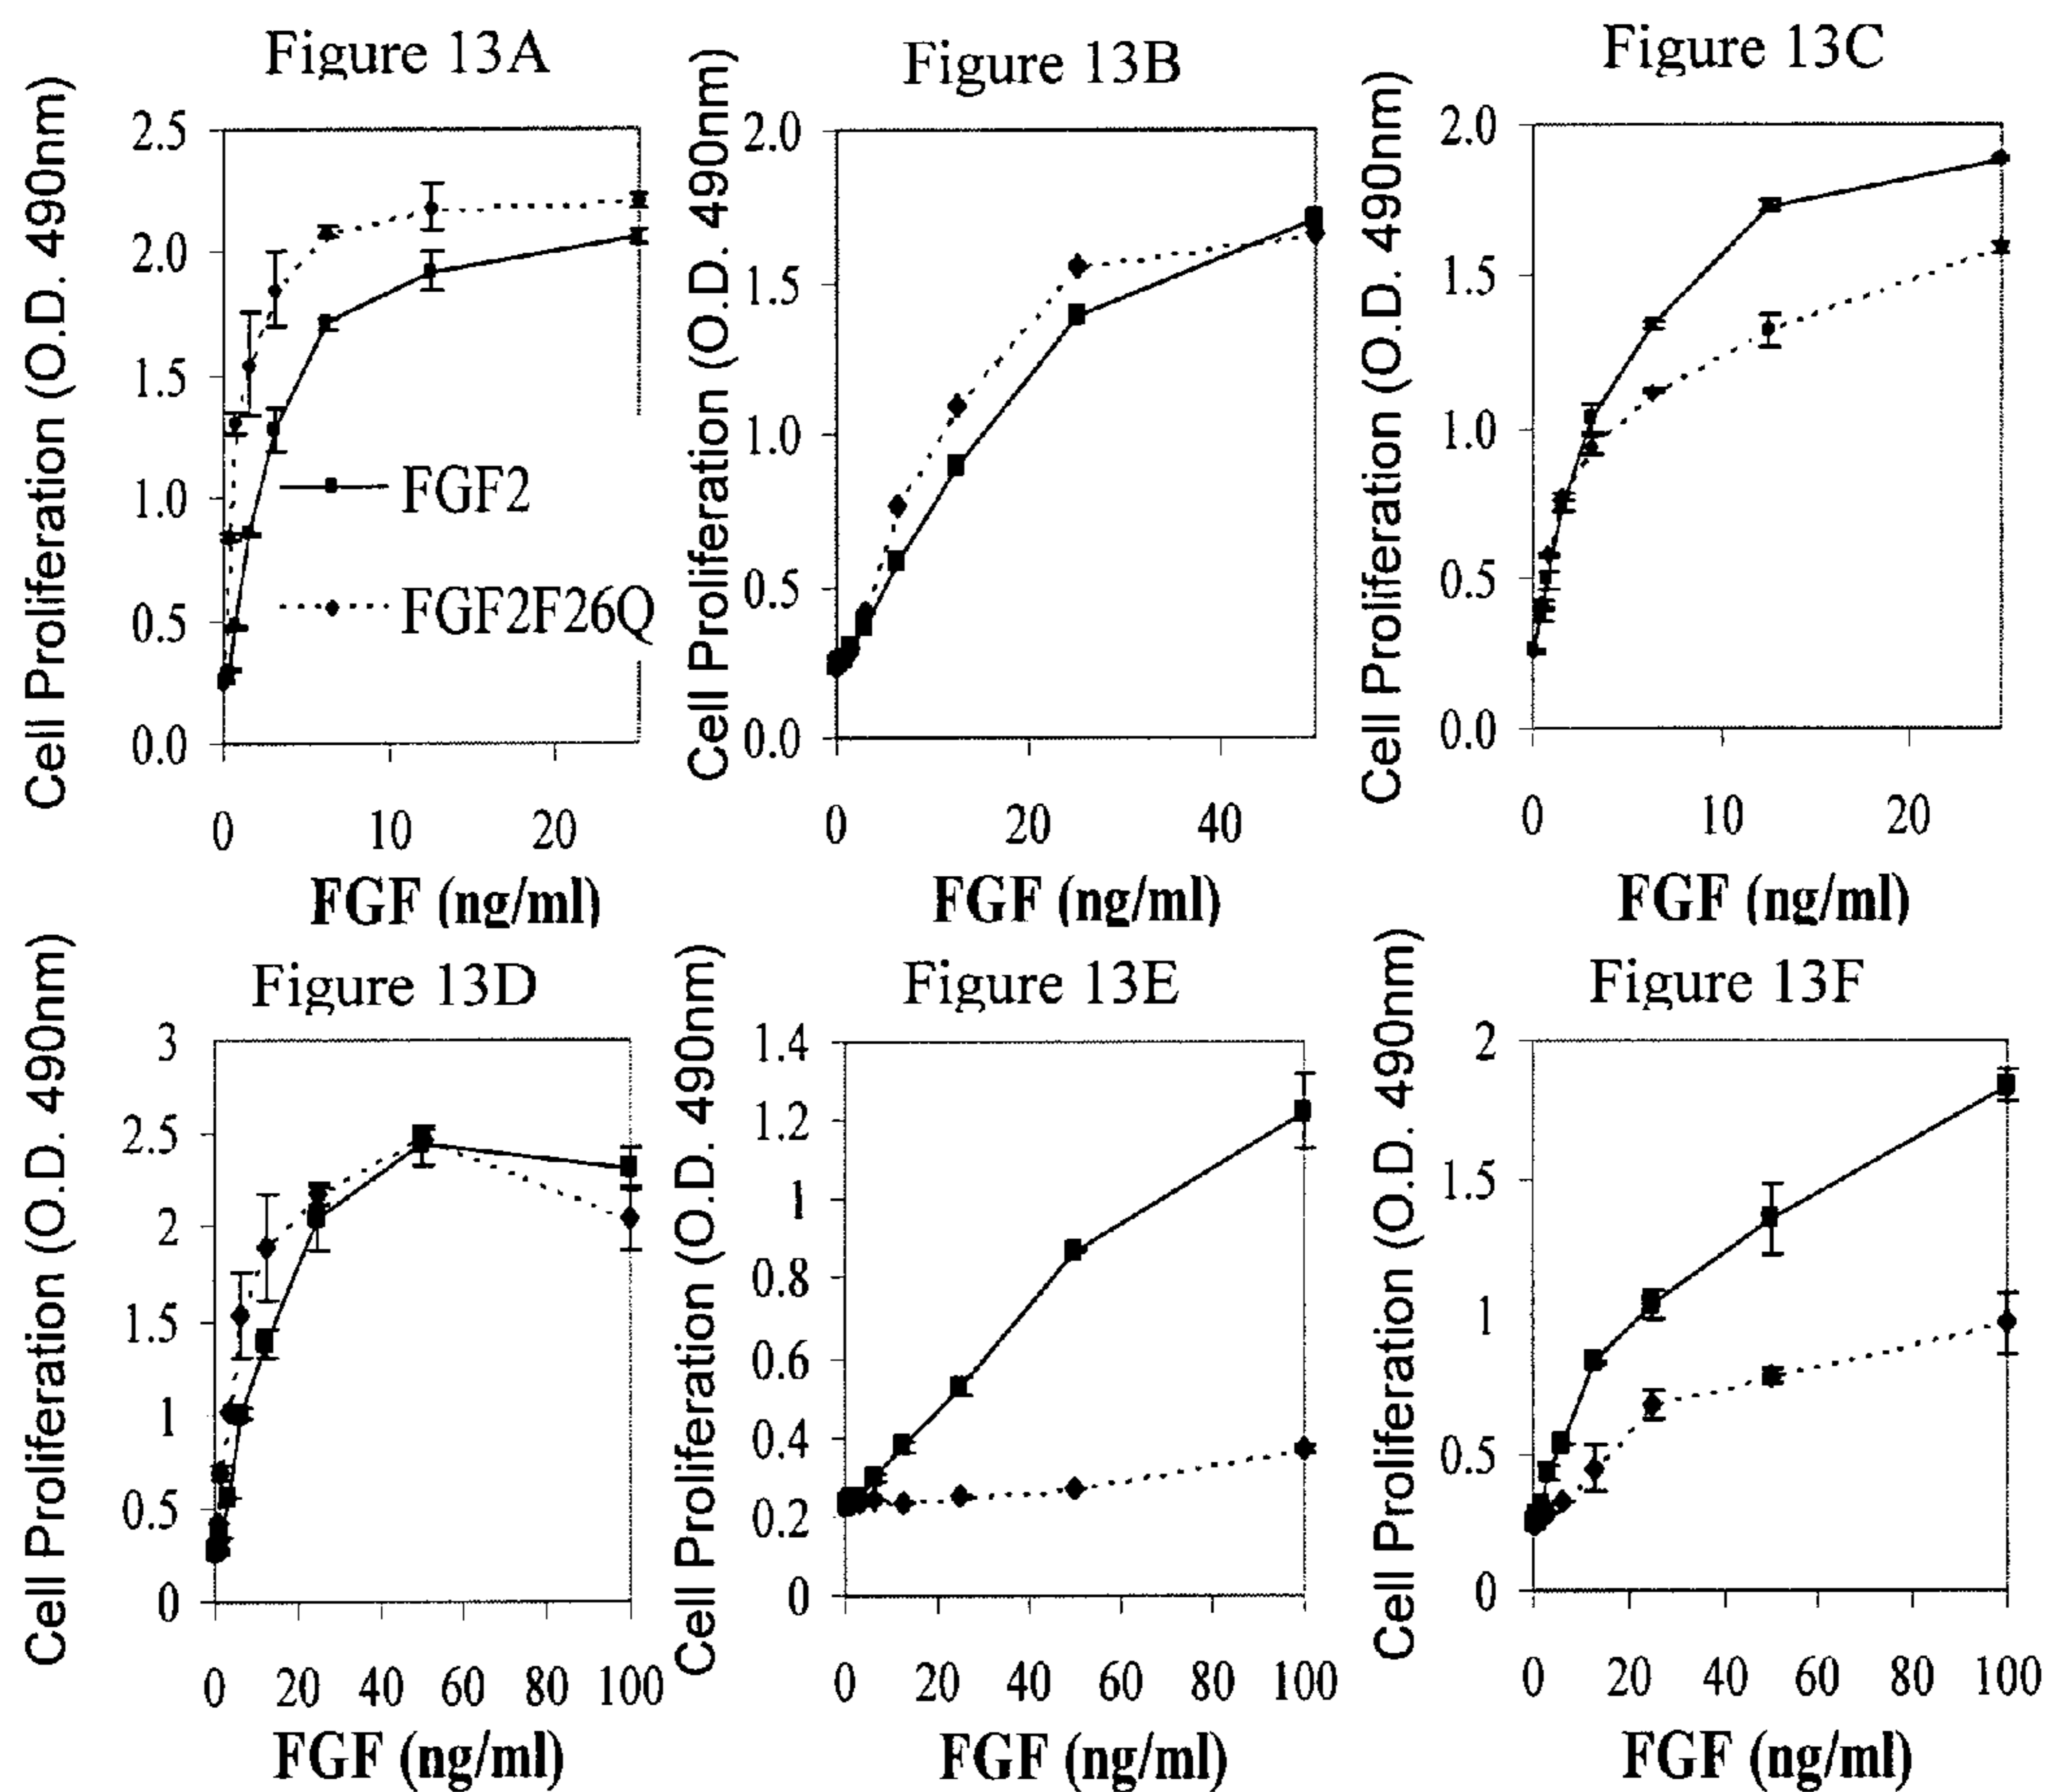 Figure 13A
Cell Proliferation (O.D. 490nm)
2.5
2.0
1.5
1.0
0.5
0.0
FGF2
FGF2F26Q
0 10 20
FGF (ng/ml)
Figure 13B
Cell Proliferation (O.D. 490nm)
2.0
1.5
1.0
0.5
0.0
0 20 40
FGF (ng/ml)
Figure 13C
Cell Proliferation (O.D. 490nm)
2.0
1.5
1.0
0.5
0.0
0 10 20
FGF (ng/ml)
Figure 13D
Cell Proliferation (O.D. 490nm)
3
2.5
2
1.5
1
0.5
0
0 20 40 60 80 100
FGF (ng/ml)
Figure 13E
Cell Proliferation (O.D. 490nm)
1.4
1.2
1
0.8
0.6
0.4
0.2
0
0 20 40 60 80 100
FGF (ng/ml)
Figure 13F
Cell Proliferation (O.D. 490nm)
2
1.5
1
0.5
0
0 20 40 60 80 100
FGF (ng/ml)